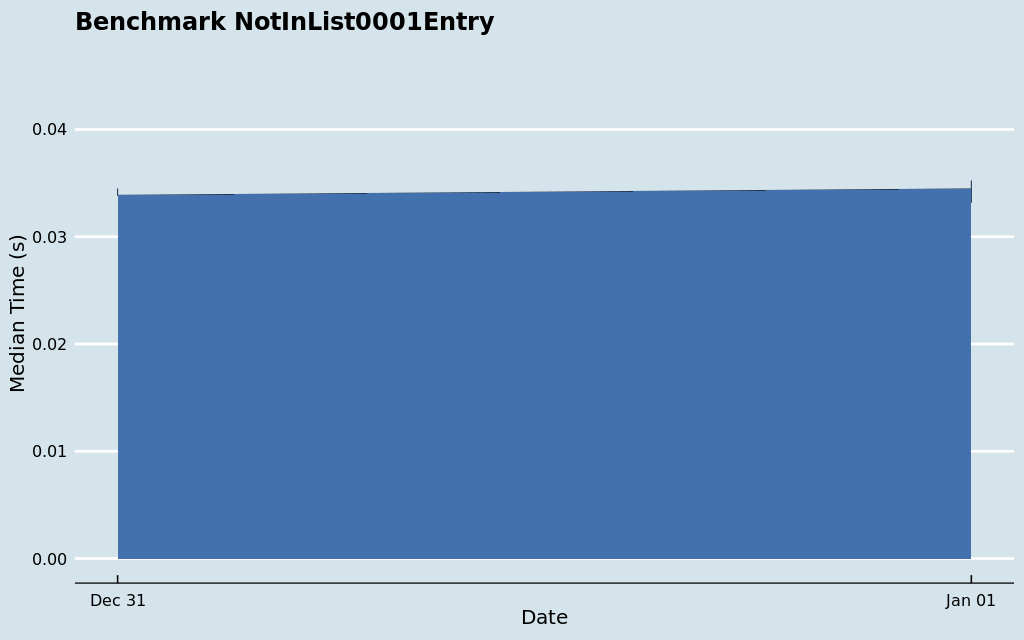 Benchmark NotInList0001Entry
0.04
0.03
0.02
0.01
0.00
Median Time (s)
Dec 31
Jan 01
Date